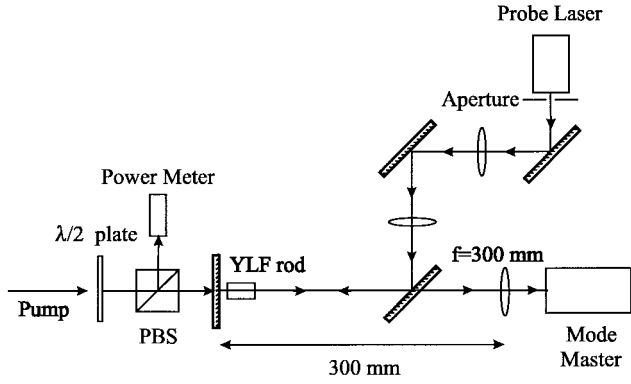 Probe Laser
Aperture
Power Meter
λ/2 plate
YLF rod
f=300 mm
Pump
PBS
Mode
Master
300 mm